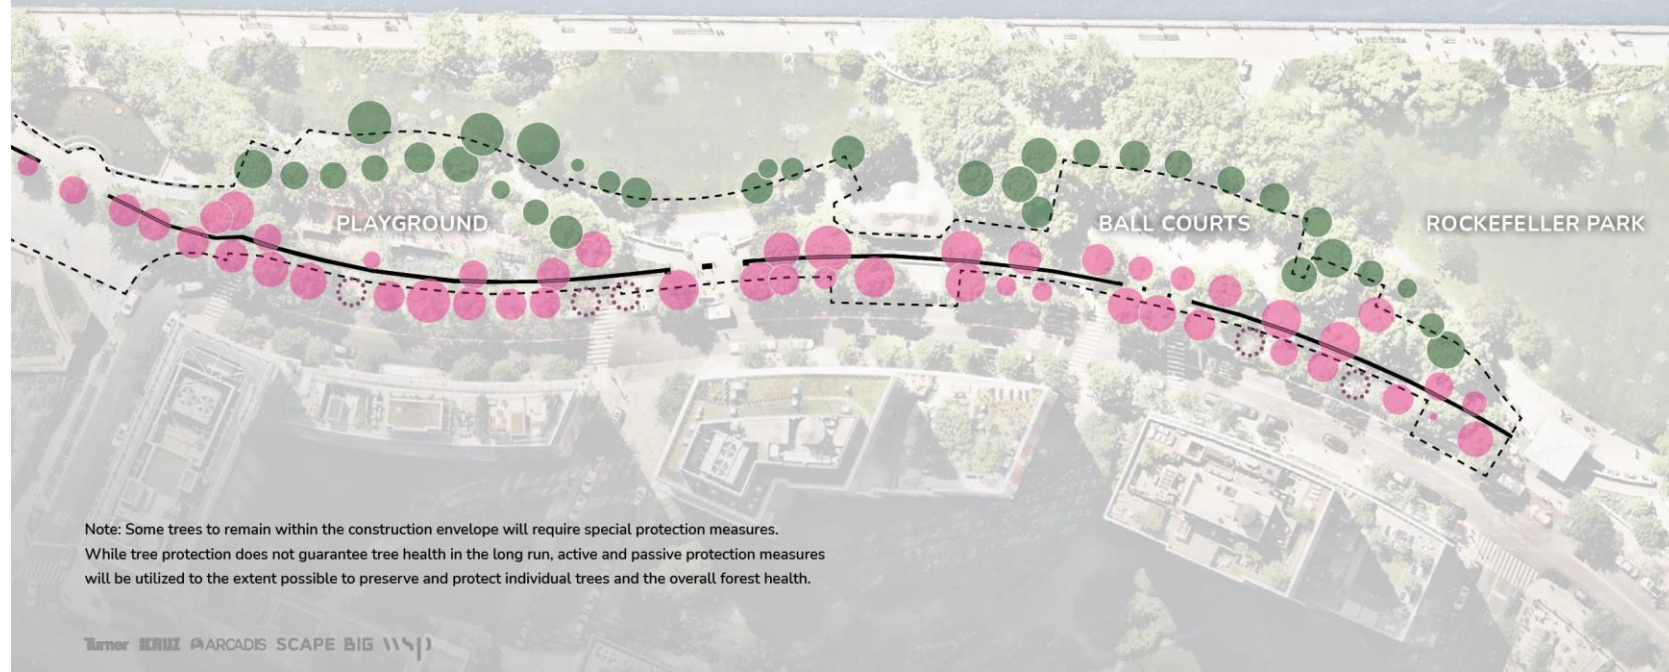 PLAYGROUND
BALL COURTS
ROCKEFELLER PARK
Note: Some trees to remain within the construction envelope will require special protection measures.
While tree protection does not guarantee tree health in the long run, active and passive protection measures
will be utilized to the extent possible to preserve and protect individual trees and the overall forest health.
Turner KRUZ ARCADIS SCAPE BIG WSP